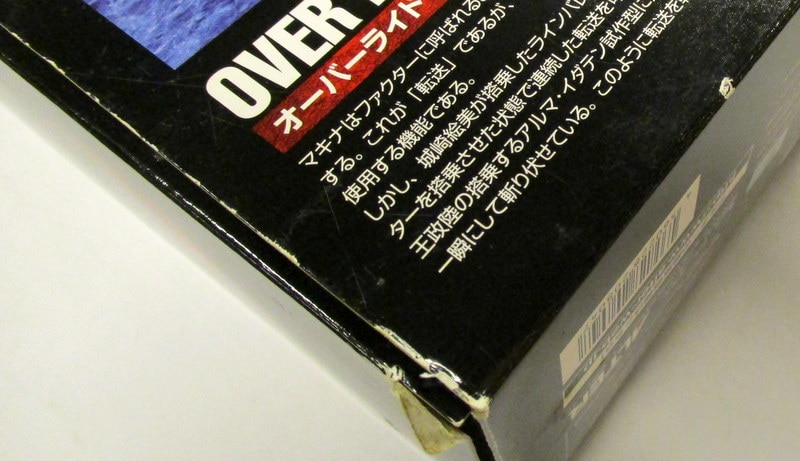 OVER
オーバーライド
マキナはファクターに呼ばれる
する。これが「転送」であるが、
使用する機能である。
しかし、城崎絵美が搭乗したラインバ
ターを搭乗させた状態で連続した転送を
王政陸の搭乗するアルマ・イダテン試作型に
一瞬にして斬り伏せている。このように転送を
ALTER